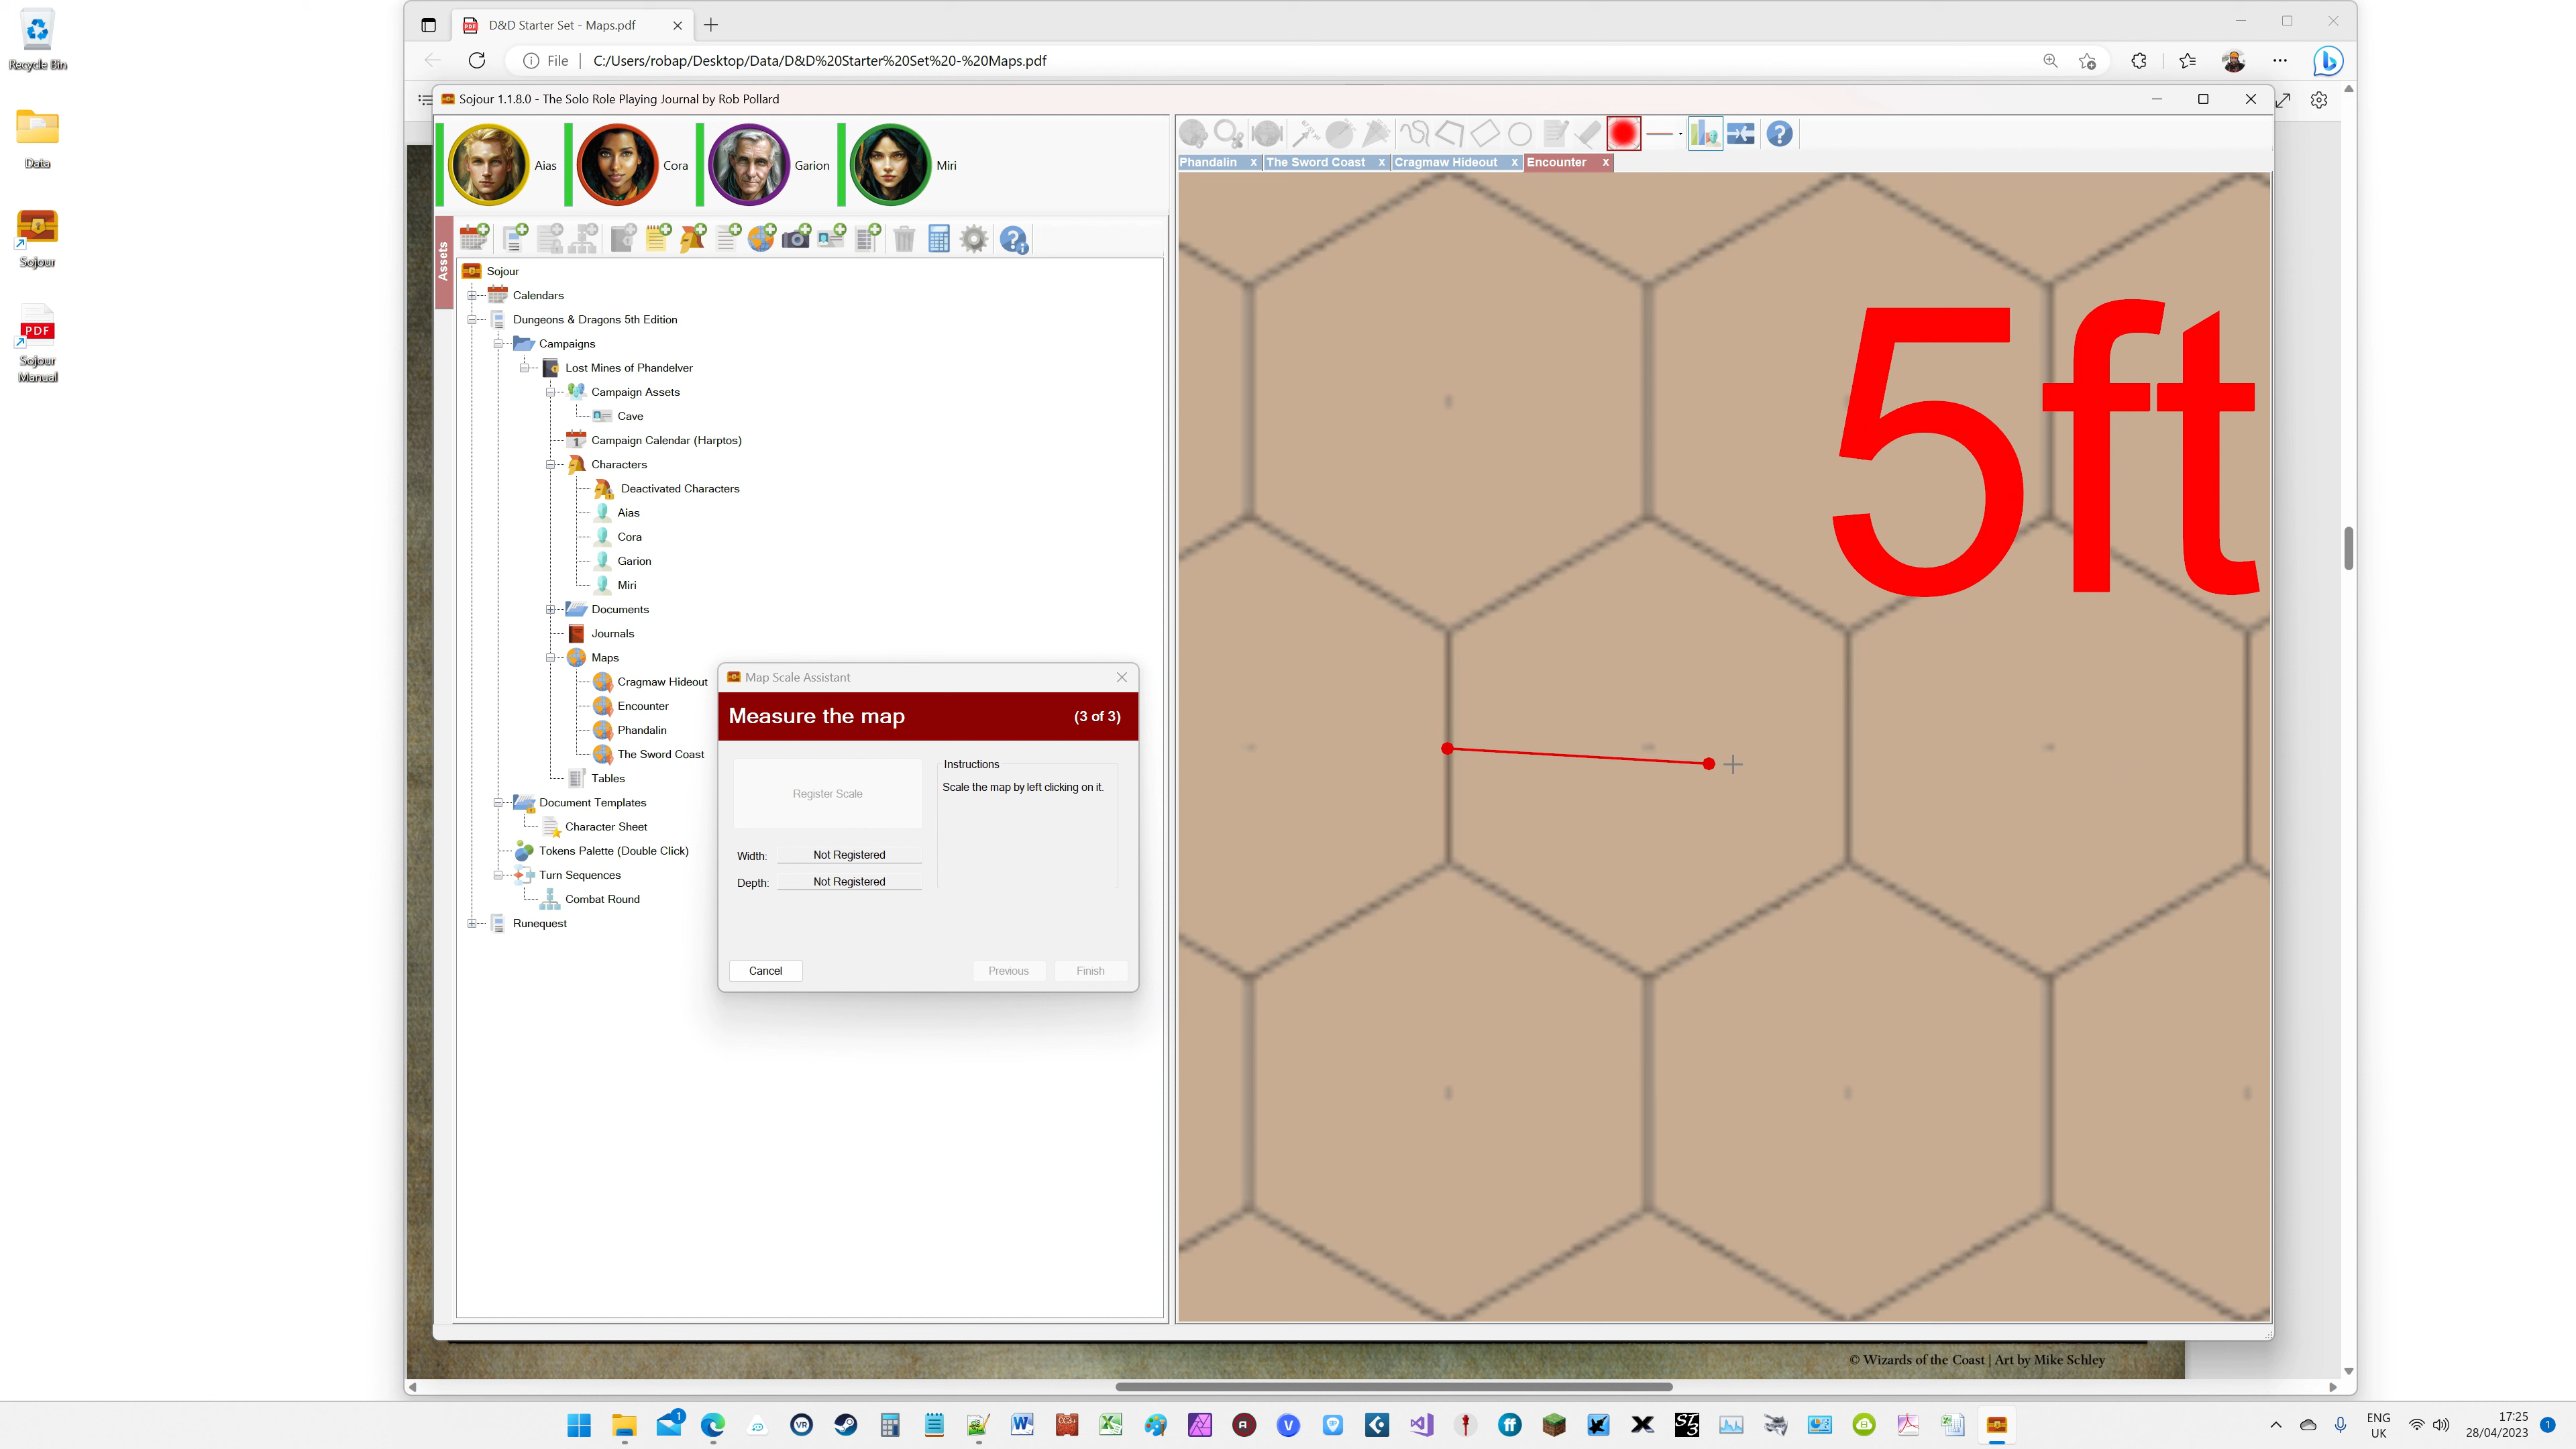 Recycle Bin
Data
Sojour
PDF
Sojour
Manual
D&D Starter Set - Maps.pdf
File
C:/Users/robap/Desktop/Data/D&D%20Starter%20Set%20-%20Maps.pdf
Sojour 1.1.8.0 - The Solo Role Playing Journal by Rob Pollard
Aias
Cora
Garion
Miri
Phandalin x
The Sword Coast x
Cragmaw Hideout x
Encounter x
Assets
Sojour
Calendars
Dungeons & Dragons 5th Edition
Campaigns
Lost Mines of Phandelver
Campaign Assets
Cave
Campaign Calendar (Harptos)
Characters
Deactivated Characters
Aias
Cora
Garion
Miri
Documents
Journals
Maps
Cragmaw Hideout
Encounter
Phandalin
The Sword Coast
Tables
Document Templates
Character Sheet
Tokens Palette (Double Click)
Turn Sequences
Combat Round
Runequest
Map Scale Assistant
Measure the map (3 of 3)
Register Scale
Instructions
Scale the map by left clicking on it.
Width: Not Registered
Depth: Not Registered
Cancel
Previous
Finish
5ft
© Wizards of the Coast | Art by Mike Schley
ENG
UK
17:25
28/04/2023
1